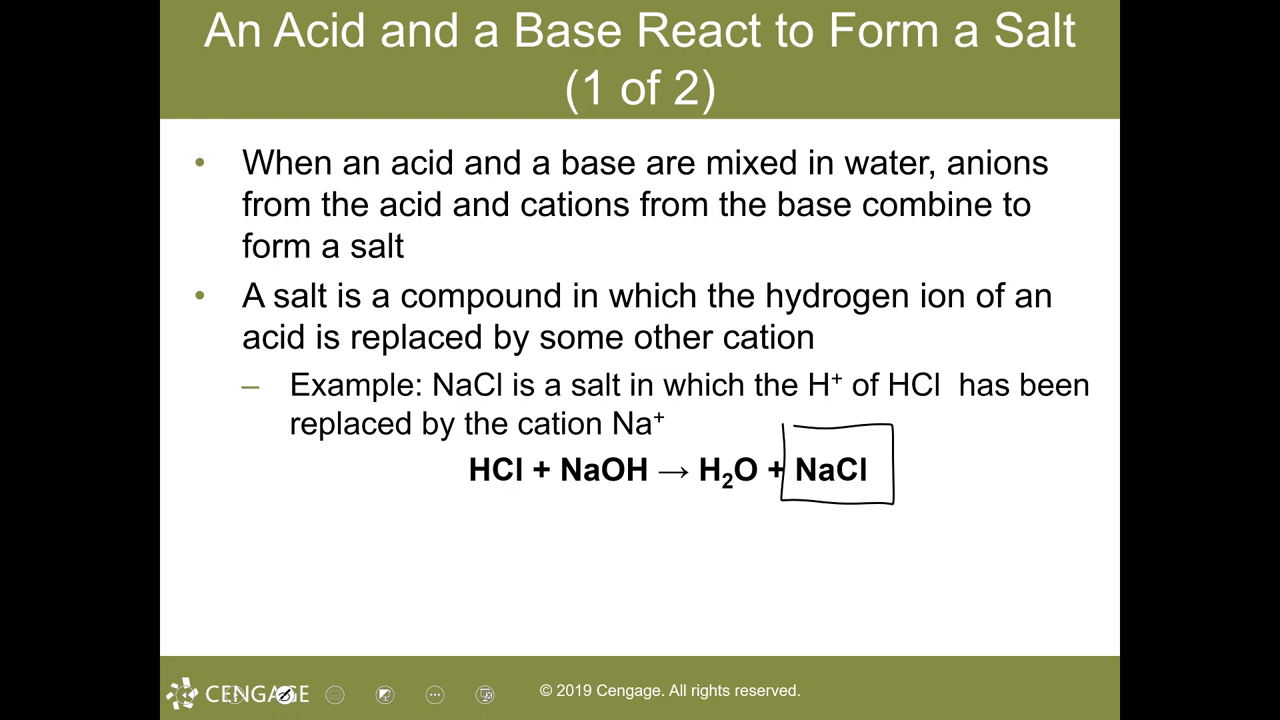 An Acid and a Base React to Form a Salt
(1 of 2)
• When an acid and a base are mixed in water, anions
from the acid and cations from the base combine to
form a salt
• A salt is a compound in which the hydrogen ion of an
acid is replaced by some other cation
– Example: NaCl is a salt in which the H⁺ of HCl has been
replaced by the cation Na⁺
HCl + NaOH → H₂O + NaCl
CENGAGE
© 2019 Cengage. All rights reserved.